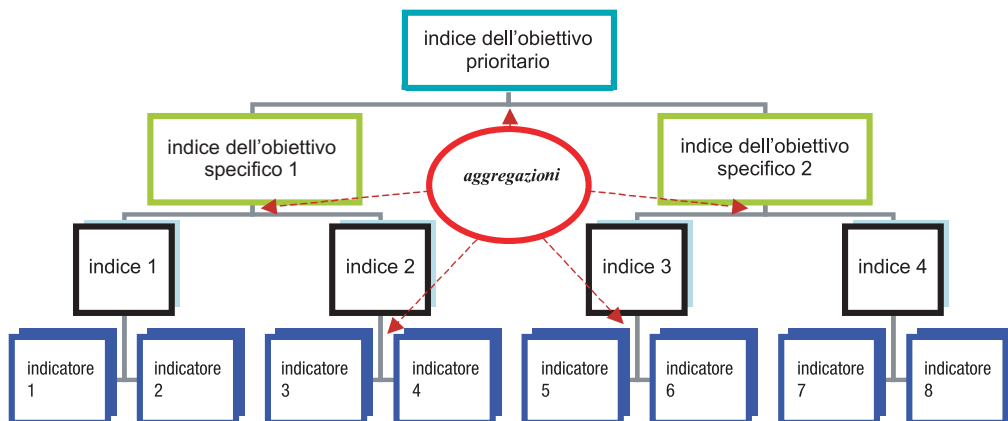 indice dell'obiettivo
prioritario
indice dell'obiettivo
specifico 1
aggregazioni
indice dell'obiettivo
specifico 2
indice 1
indice 2
indice 3
indice 4
indicatore
1
indicatore
2
indicatore
3
indicatore
4
indicatore
5
indicatore
6
indicatore
7
indicatore
8